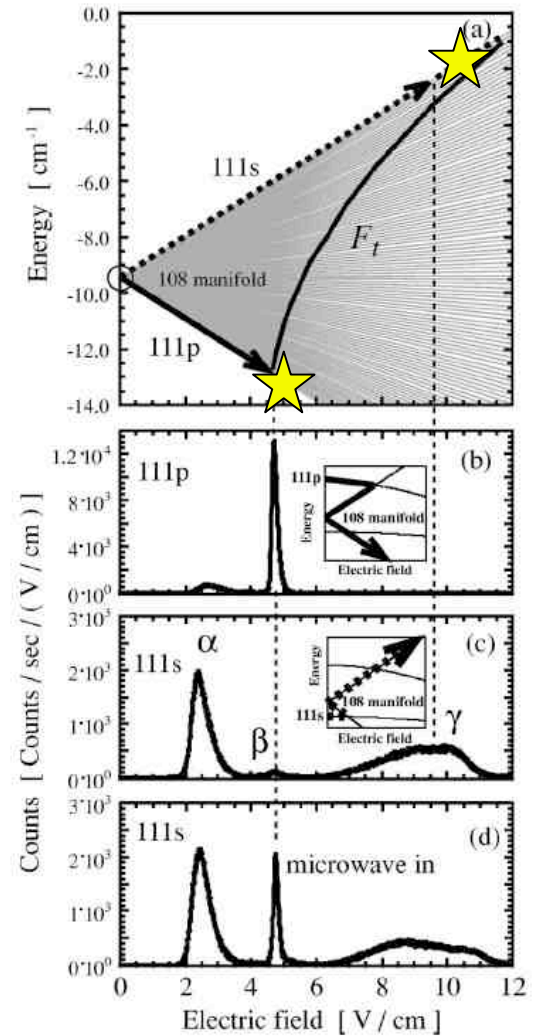 0.0
(a)
-2.0
-4.0
-6.0
-8.0
-10.0
-12.0
-14.0
Energy [ cm⁻¹ ]
111s
F_t
108 manifold
111p
(b)
111p
1.2·10⁴
8·10³
4·10³
0·10⁰
111p
108 manifold
Energy
Electric field
(c)
111s
α
β
γ
3·10³
2·10³
1·10³
0·10⁰
Energy
108 manifold
111s
Electric field
Counts [ Counts / sec / ( V / cm ) ]
(d)
111s
microwave in
3·10³
2·10³
1·10³
0·10⁰
0 2 4 6 8 10 12
Electric field [ V / cm ]